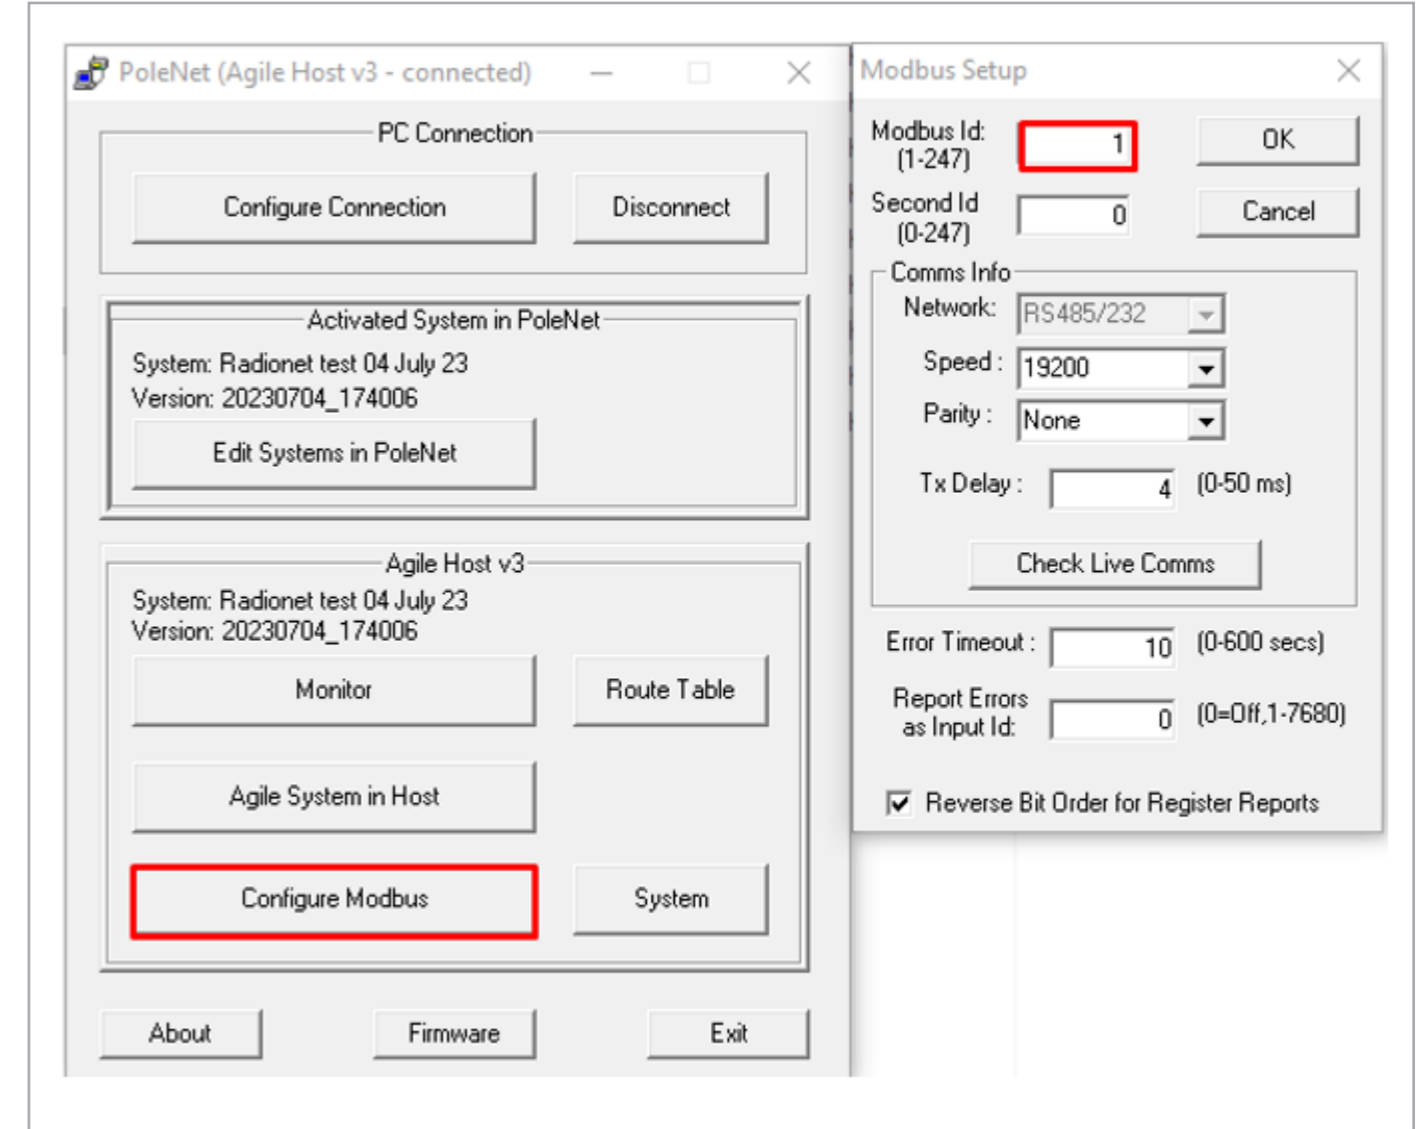 PoleNet (Agile Host v3 - connected)
PC Connection
Configure Connection
Disconnect
Activated System in PoleNet
System: Radionet test 04 July 23
Version: 20230704_174006
Edit Systems in PoleNet
Agile Host v3
System: Radionet test 04 July 23
Version: 20230704_174006
Monitor
Route Table
Agile System in Host
Configure Modbus
System
About
Firmware
Exit
Modbus Setup
Modbus Id: 1
(1-247)
OK
Second Id 0
(0-247)
Cancel
Comms Info
Network: RS485/232
Speed : 19200
Parity : None
Tx Delay : 4 (0-50 ms)
Check Live Comms
Error Timeout : 10 (0-600 secs)
Report Errors
as Input Id: 0 (0=Off,1-7680)
Reverse Bit Order for Register Reports